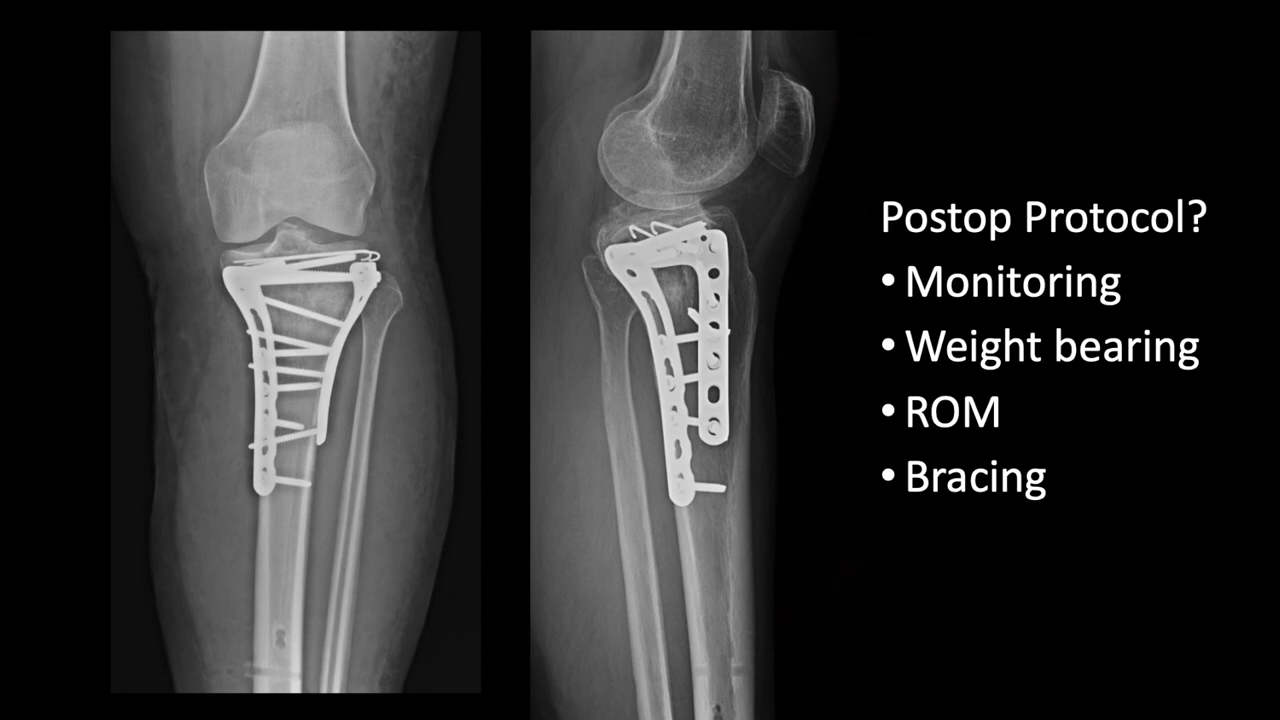 Postop Protocol?
• Monitoring
• Weight bearing
• ROM
• Bracing